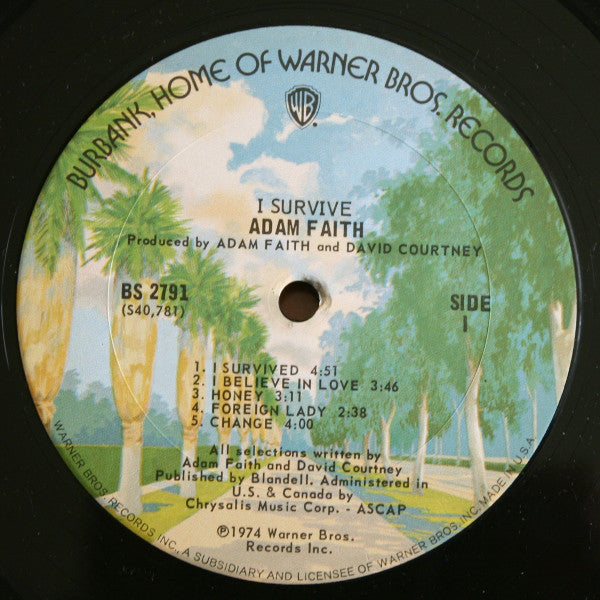 BURBANK, HOME OF WARNER BROS. RECORDS
WB
I SURVIVE
ADAM FAITH
Produced by ADAM FAITH and DAVID COURTNEY
BS 2791
(S40,781)
SIDE
1
1. I SURVIVED 4:51
2. I BELIEVE IN LOVE 3:46
3. HONEY 3:11
4. FOREIGN LADY 2:38
5. CHANGE 4:00
All selections written by
Adam Faith and David Courtney
Published by Blandell. Administered in
U.S. & Canada by
Chrysalis Music Corp. - ASCAP
℗1974 Warner Bros.
Records Inc.
WARNER BROS. RECORDS INC., A SUBSIDIARY AND LICENSEE OF WARNER BROS. INC. MADE IN U.S.A.